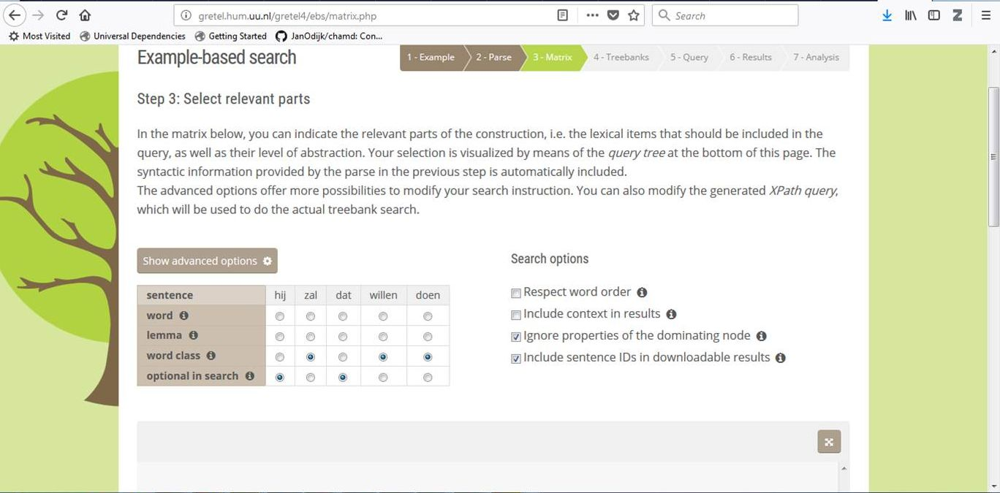 gretel.hum.uu.nl/gretel4/ebs/matrix.php
Search
Most Visited Universal Dependencies Getting Started JanOdijk/chamd: Con...
Example-based search
1 - Example 2 - Parse 3 - Matrix 4 - Treebanks 5 - Query 6 - Results 7 - Analysis
Step 3: Select relevant parts
In the matrix below, you can indicate the relevant parts of the construction, i.e. the lexical items that should be included in the
query, as well as their level of abstraction. Your selection is visualized by means of the query tree at the bottom of this page. The
syntactic information provided by the parse in the previous step is automatically included.
The advanced options offer more possibilities to modify your search instruction. You can also modify the generated XPath query,
which will be used to do the actual treebank search.
Show advanced options
sentence hij zal dat willen doen
word
lemma
word class
optional in search
Search options
Respect word order
Include context in results
Ignore properties of the dominating node
Include sentence IDs in downloadable results